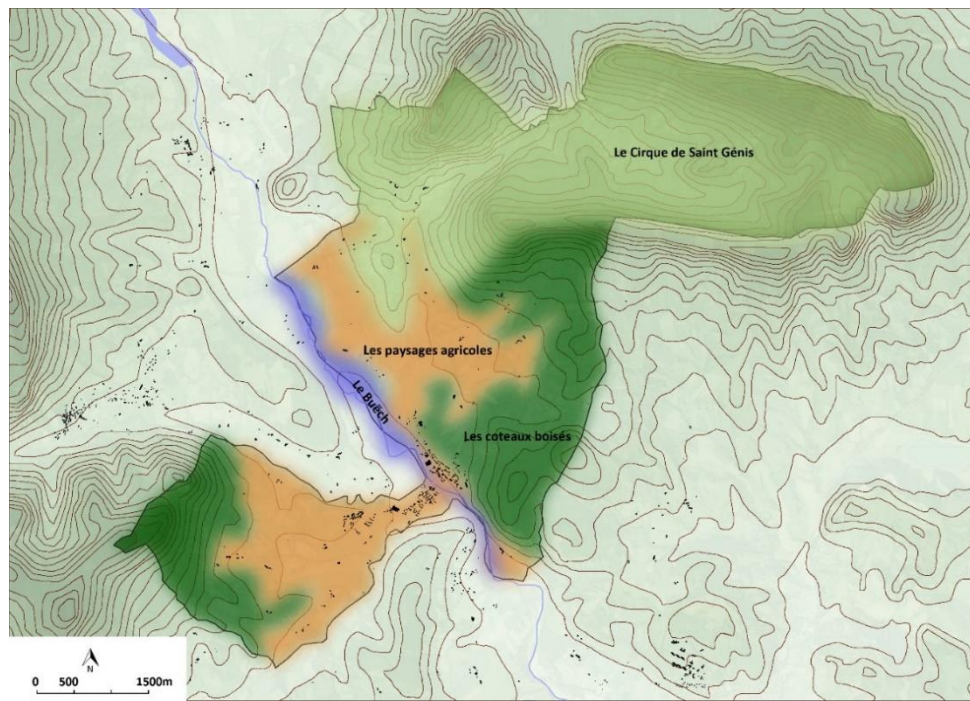 Le Cirque de Saint Génis
Les paysages agricoles
Le Buëch
Les coteaux boisés
N
0 500 1500m